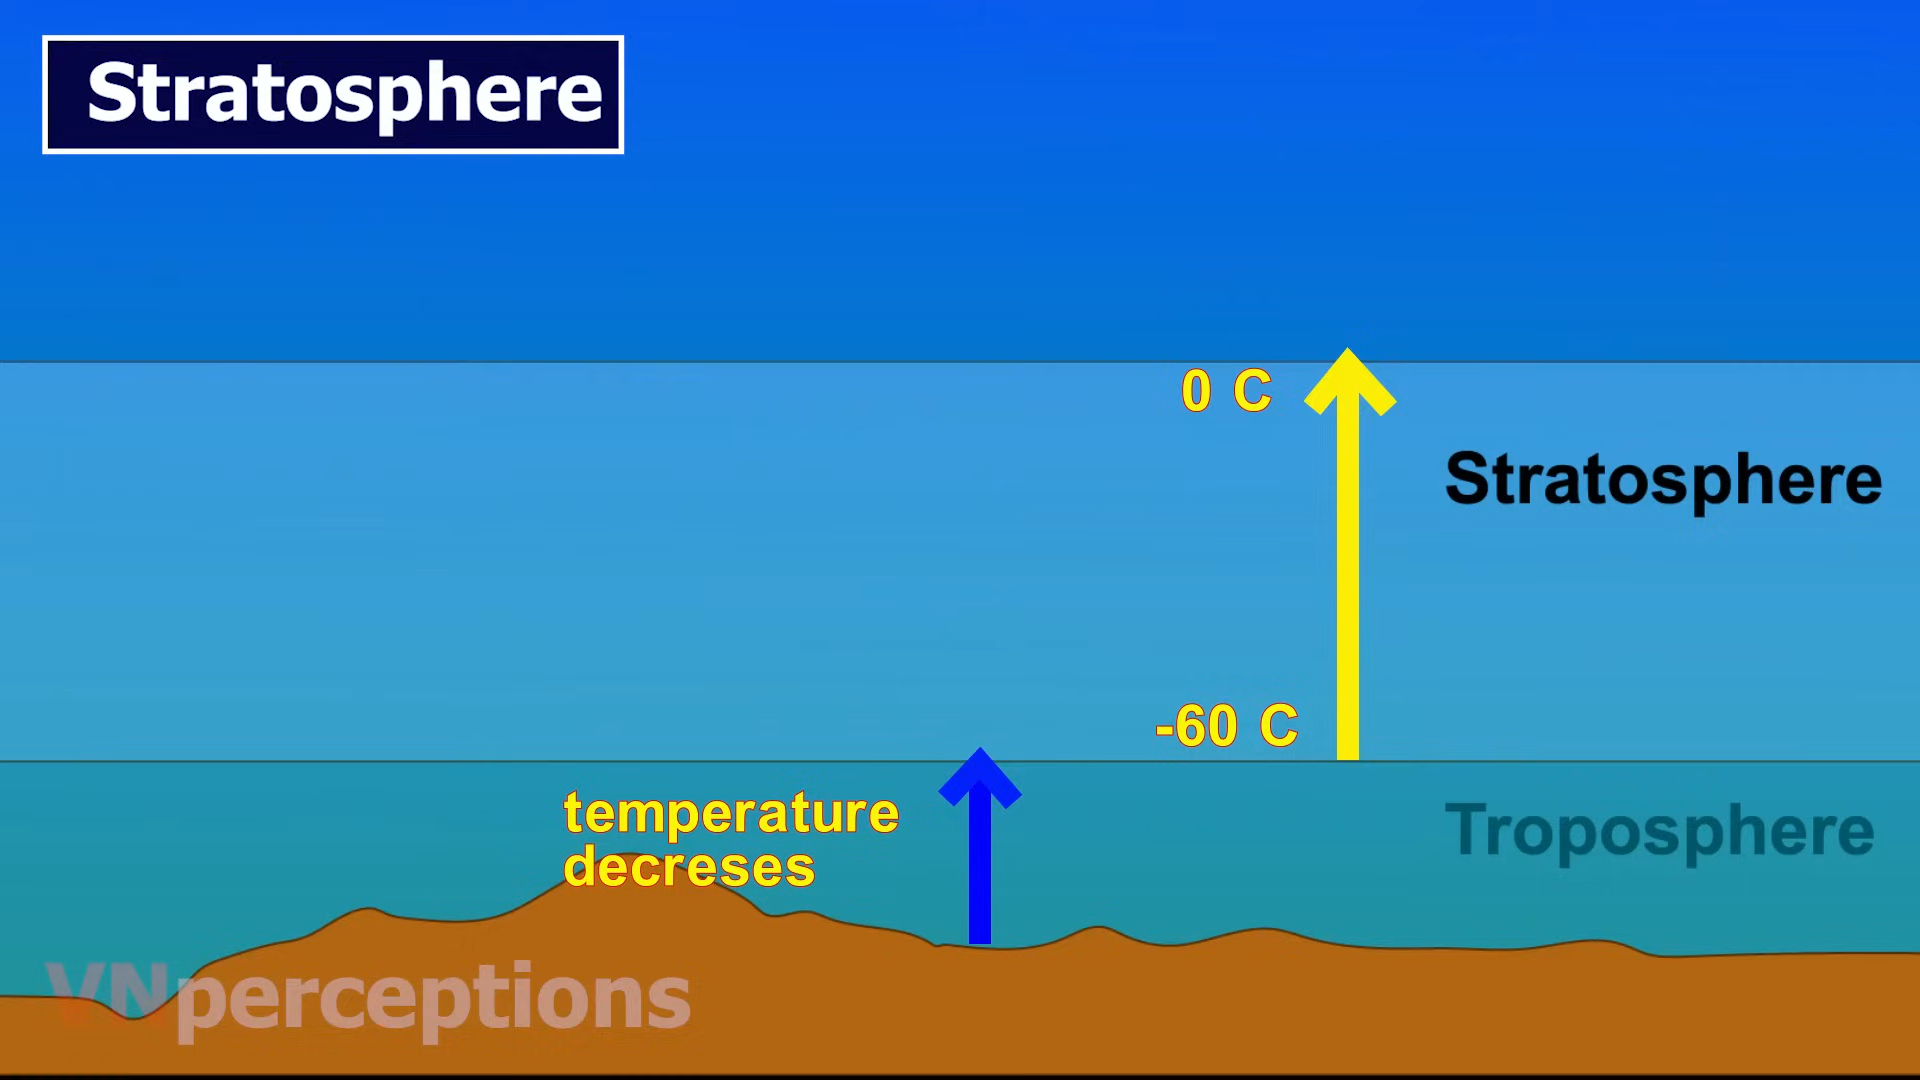 Stratosphere
0 C
Stratosphere
-60 C
temperature
decreses
Troposphere
VNperceptions